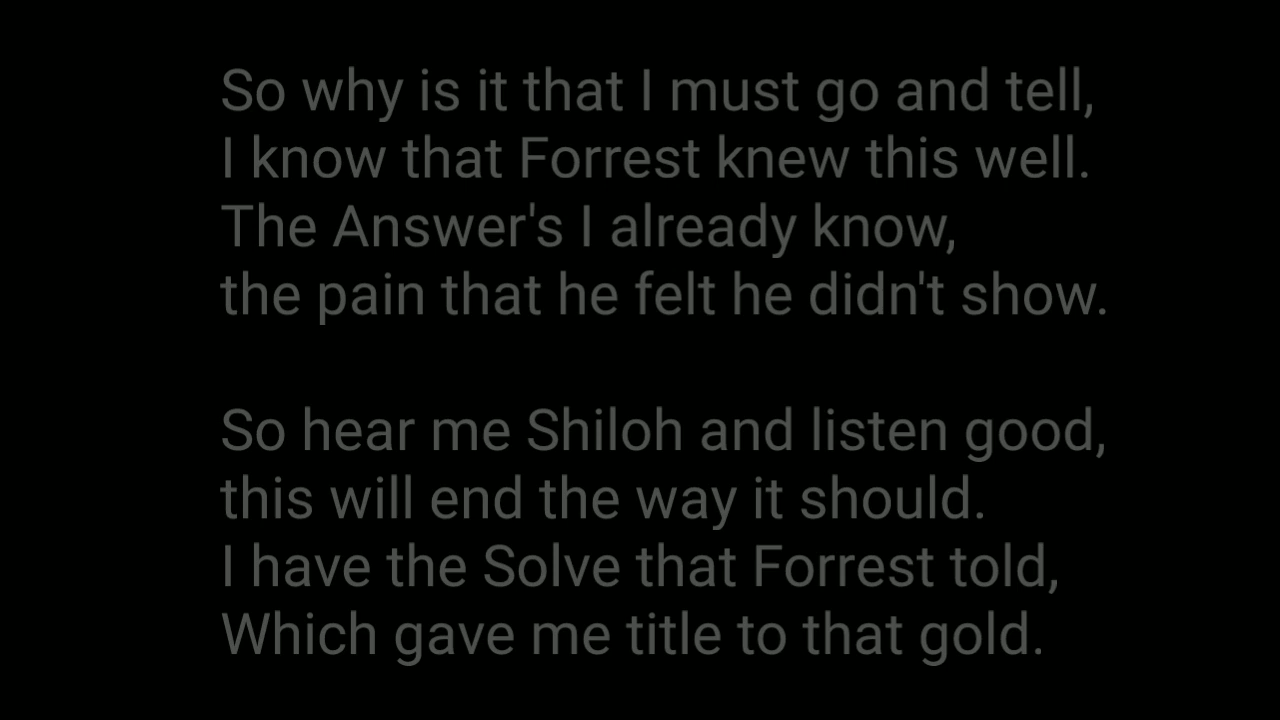 So why is it that I must go and tell,
I know that Forrest knew this well.
The Answer's I already know,
the pain that he felt he didn't show.
So hear me Shiloh and listen good,
this will end the way it should.
I have the Solve that Forrest told,
Which gave me title to that gold.